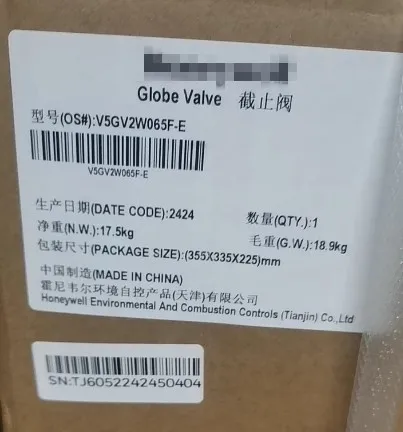 Globe Valve 截止阀
型号(OS#):V5GV2W065F-E
V5GV2W065F-E
生产日期(DATE CODE):2424 数量(QTY.):1
净重(N.W.):17.5kg 毛重(G.W.):18.9kg
包装尺寸(PACKAGE SIZE):(355X335X225)mm
中国制造(MADE IN CHINA)
霍尼韦尔环境自控产品(天津)有限公司
Honeywell Environmental And Combustion Controls (Tianjin) Co.,Ltd
SN:TJ6052242450404